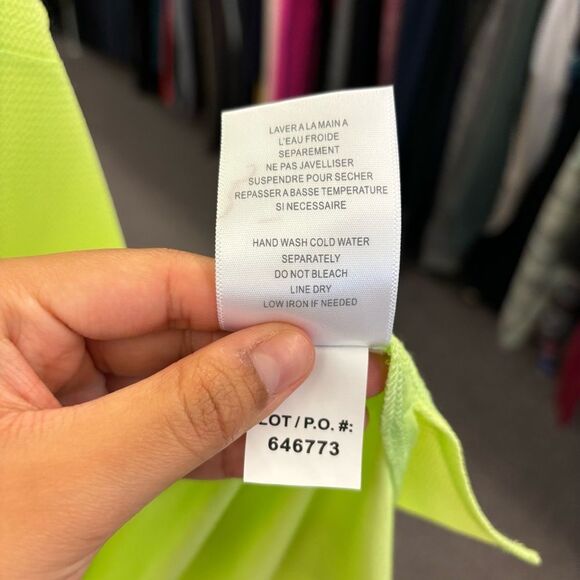 LAVER A LA MAIN A
L'EAU FROIDE
SEPAREMENT
NE PAS JAVELLISER
SUSPENDRE POUR SECHER
REPASSER A BASSE TEMPERATURE
SI NECESSAIRE
HAND WASH COLD WATER
SEPARATELY
DO NOT BLEACH
LINE DRY
LOW IRON IF NEEDED
LOT / P.O. #:
646773